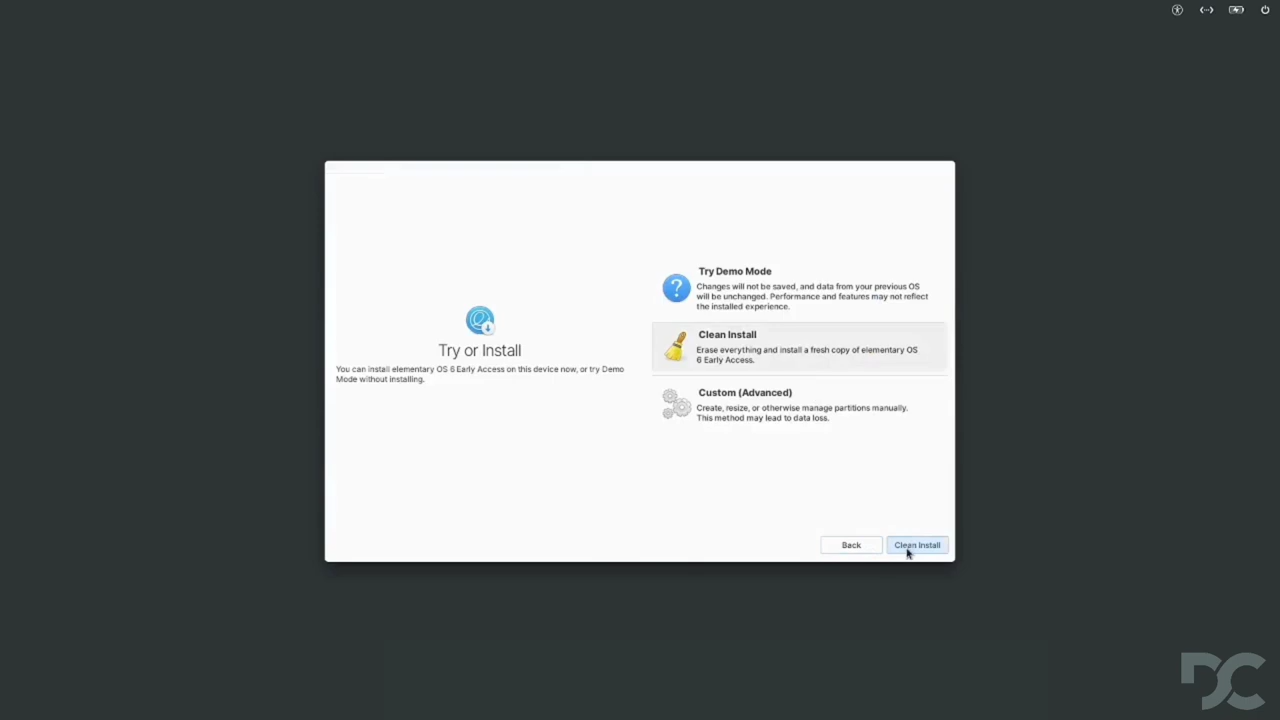 Try or Install
You can install elementary OS 6 Early Access on this device now, or try Demo
Mode without installing.
Try Demo Mode
Changes will not be saved, and data from your previous OS
will be unchanged. Performance and features may not reflect
the installed experience.
Clean Install
Erase everything and install a fresh copy of elementary OS
6 Early Access.
Custom (Advanced)
Create, resize, or otherwise manage partitions manually.
This method may lead to data loss.
Back
Clean Install
DC